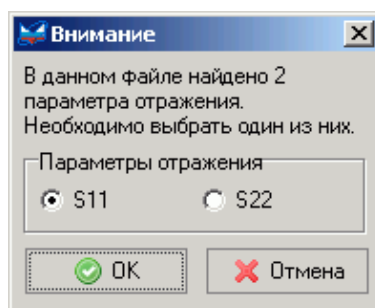 Внимание
В данном файле найдено 2
параметра отражения.
Необходимо выбрать один из них.
Параметры отражения
S11 S22
OK Отмена